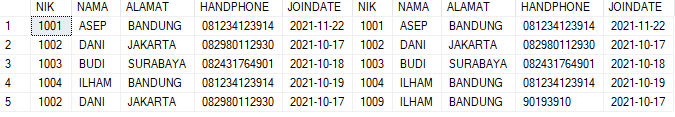 NIK NAMA ALAMAT HANDPHONE JOINDATE NIK NAMA ALAMAT HANDPHONE JOINDATE
1 1001 ASEP BANDUNG 081234123914 2021-11-22 1001 ASEP BANDUNG 081234123914 2021-11-22
2 1002 DANI JAKARTA 082980112930 2021-10-17 1002 DANI JAKARTA 082980112930 2021-10-17
3 1003 BUDI SURABAYA 082431764901 2021-10-18 1003 BUDI SURABAYA 082431764901 2021-10-18
4 1004 ILHAM BANDUNG 081234123914 2021-10-19 1004 ILHAM BANDUNG 081234123914 2021-10-19
5 1002 DANI JAKARTA 082980112930 2021-10-17 1009 ILHAM BANDUNG 90193910 2021-10-17